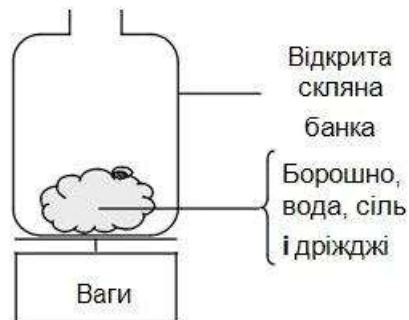 Відкрита
скляна
банка
Борошно,
вода, сіль
і дріжджі
Ваги